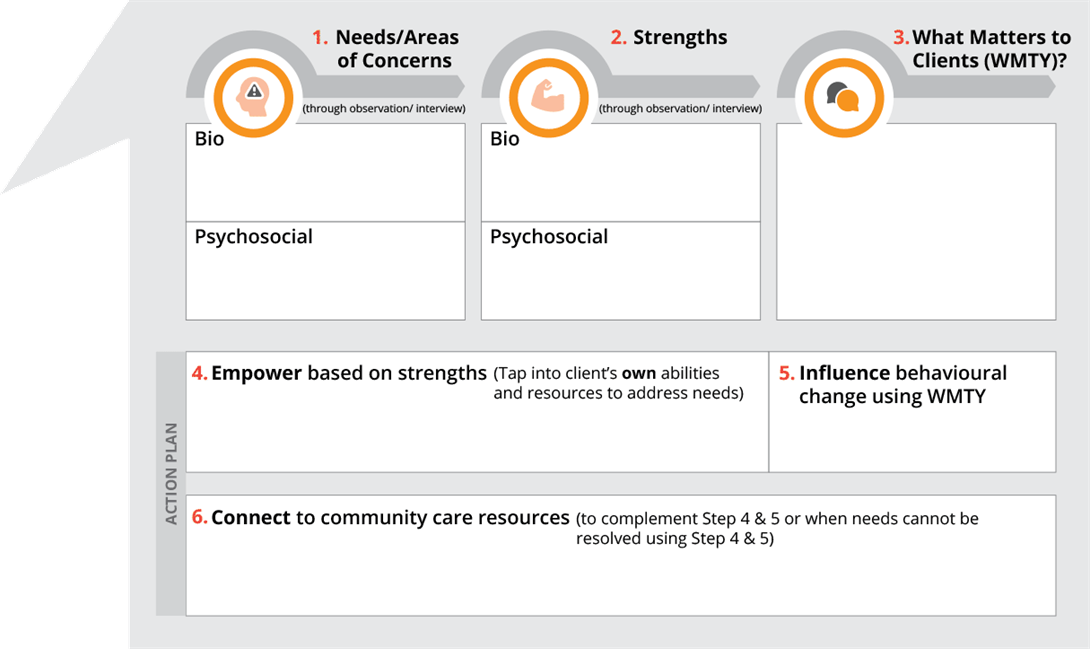 1. Needs/Areas
of Concerns
(through observation/ interview)
Bio
Psychosocial
2. Strengths
(through observation/ interview)
Bio
Psychosocial
3. What Matters to
Clients (WMTY)?
ACTION PLAN
4. Empower based on strengths (Tap into client’s own abilities
and resources to address needs)
5. Influence behavioural
change using WMTY
6. Connect to community care resources (to complement Step 4 & 5 or when needs cannot be
resolved using Step 4 & 5)